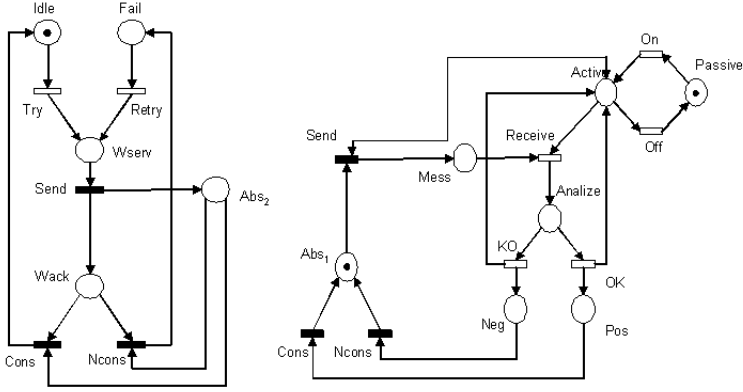 Idle
Fail
Try
Retry
Wserv
Send
Abs2
Wack
Cons
Ncons
On
Active
Passive
Send
Receive
Off
Mess
Analize
Abs1
KO
OK
Neg
Pos
Cons
Ncons